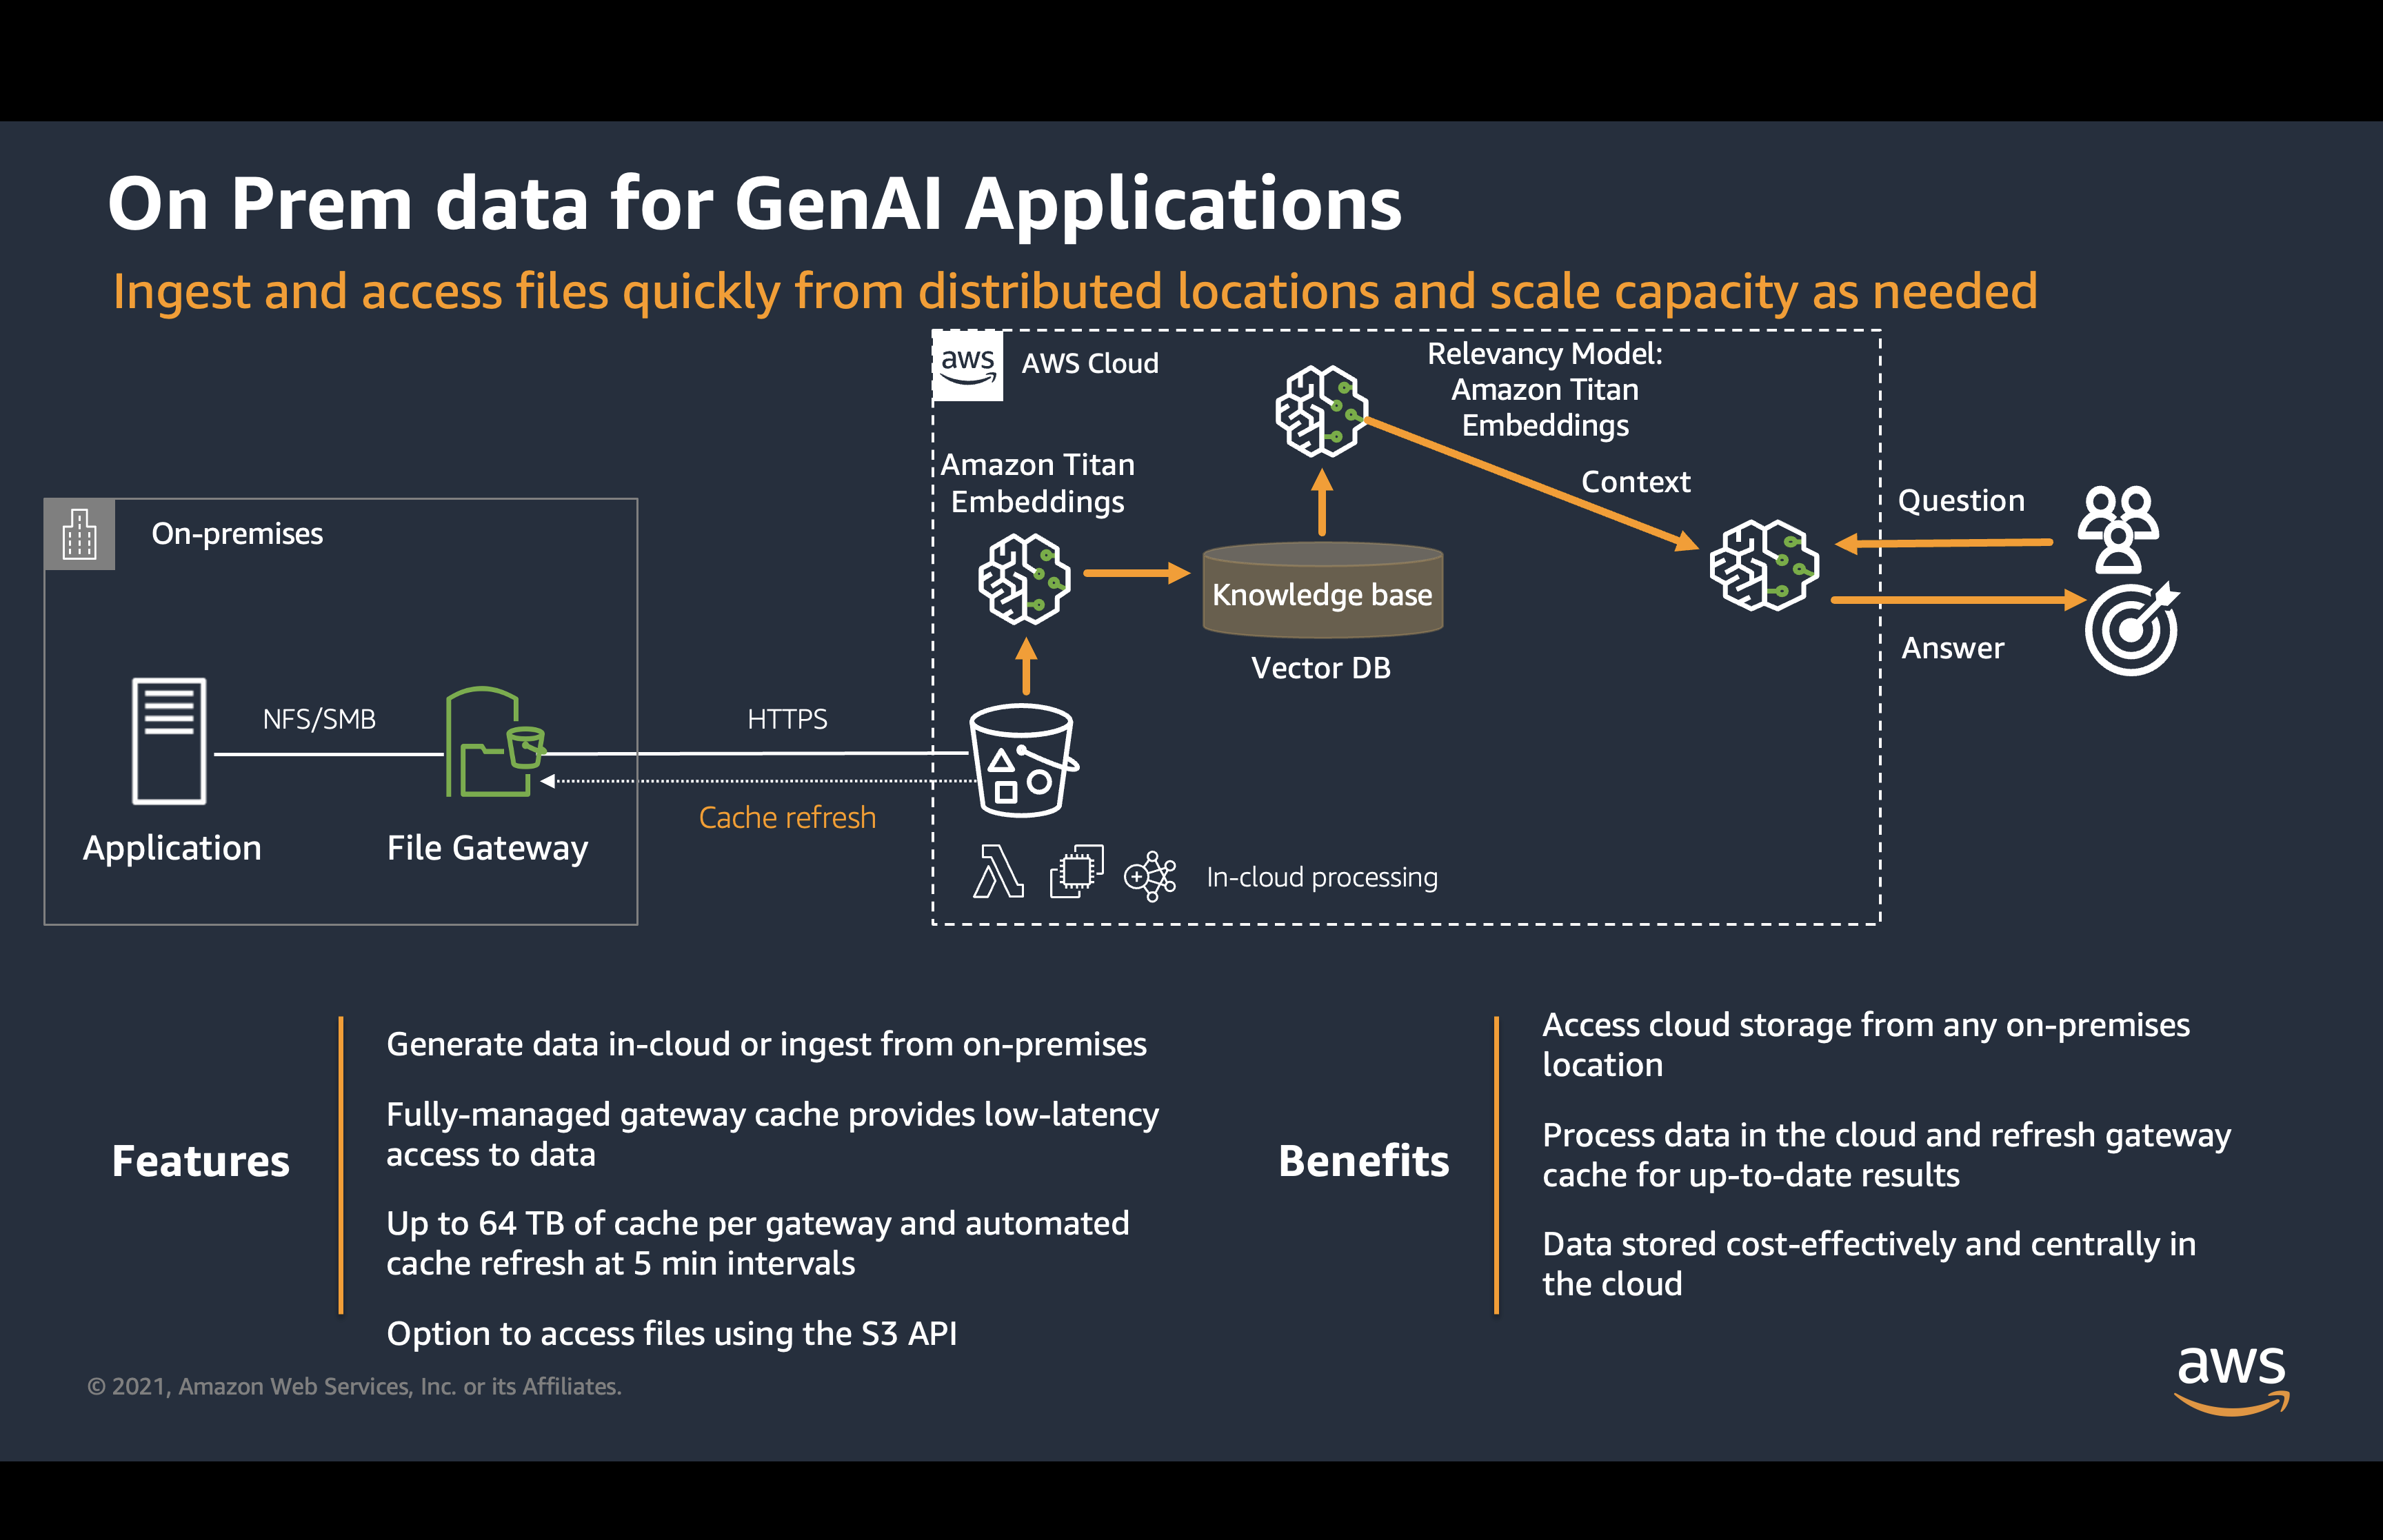 On Prem data for GenAI Applications
Ingest and access files quickly from distributed locations and scale capacity as needed
aws
AWS Cloud
Relevancy Model:
Amazon Titan
Embeddings
Amazon Titan
Embeddings
Context
Question
On-premises
Knowledge base
Answer
Vector DB
NFS/SMB
HTTPS
Cache refresh
Application
File Gateway
In-cloud processing
Features
Generate data in-cloud or ingest from on-premises
Fully-managed gateway cache provides low-latency
access to data
Up to 64 TB of cache per gateway and automated
cache refresh at 5 min intervals
Option to access files using the S3 API
Benefits
Access cloud storage from any on-premises
location
Process data in the cloud and refresh gateway
cache for up-to-date results
Data stored cost-effectively and centrally in
the cloud
© 2021, Amazon Web Services, Inc. or its Affiliates.
aws